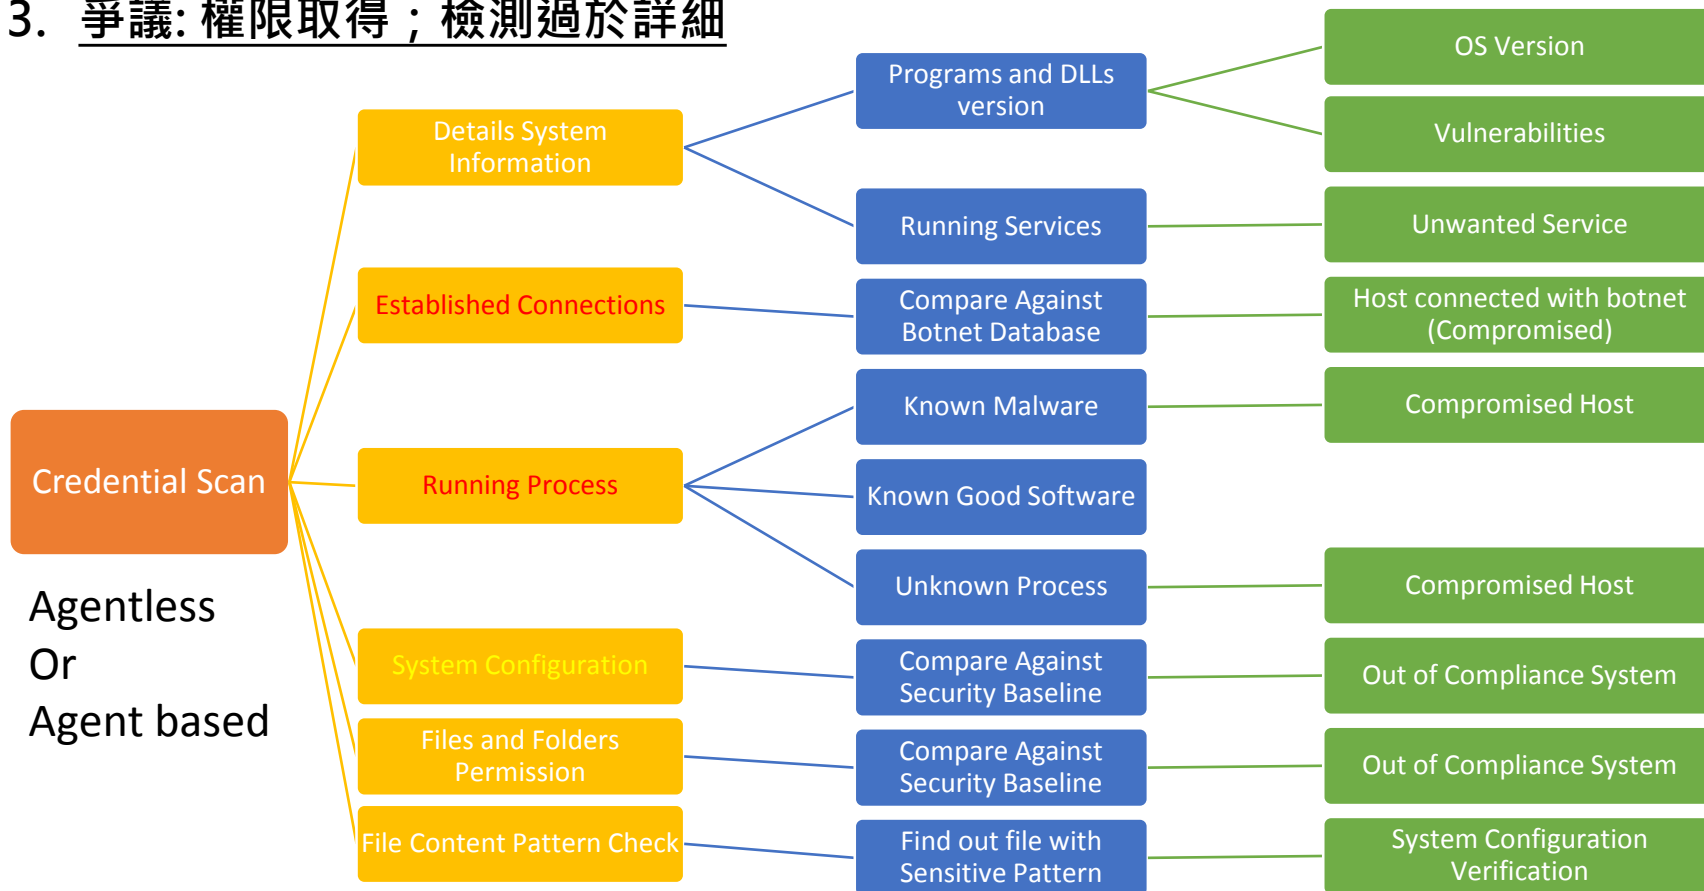 3. 爭議: 權限取得；檢測過於詳細
Credential Scan
Agentless
Or
Agent based
Details System
Information
Established Connections
Running Process
System Configuration
Files and Folders
Permission
File Content Pattern Check
Programs and DLLs
version
Running Services
Compare Against
Botnet Database
Known Malware
Known Good Software
Unknown Process
Compare Against
Security Baseline
Compare Against
Security Baseline
Find out file with
Sensitive Pattern
OS Version
Vulnerabilities
Unwanted Service
Host connected with botnet
(Compromised)
Compromised Host
Compromised Host
Out of Compliance System
Out of Compliance System
System Configuration
Verification